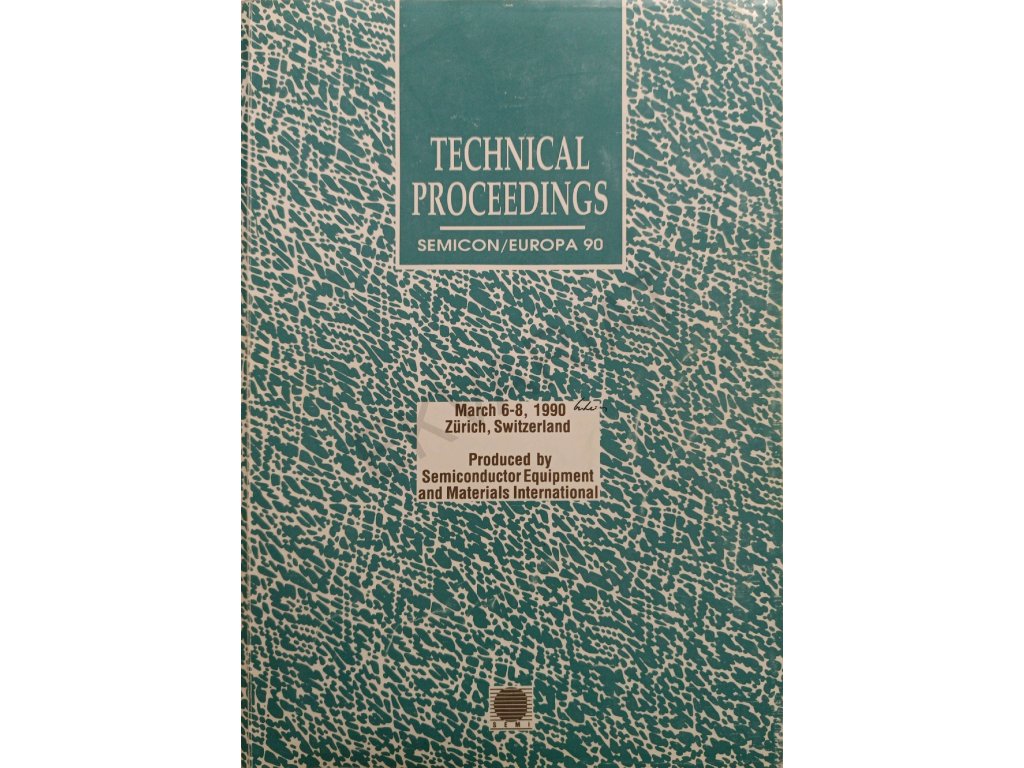 TECHNICAL
PROCEEDINGS
SEMICON/EUROPA 90
March 6-8, 1990
Zürich, Switzerland
Produced by
Semiconductor Equipment
and Materials International
SEMI